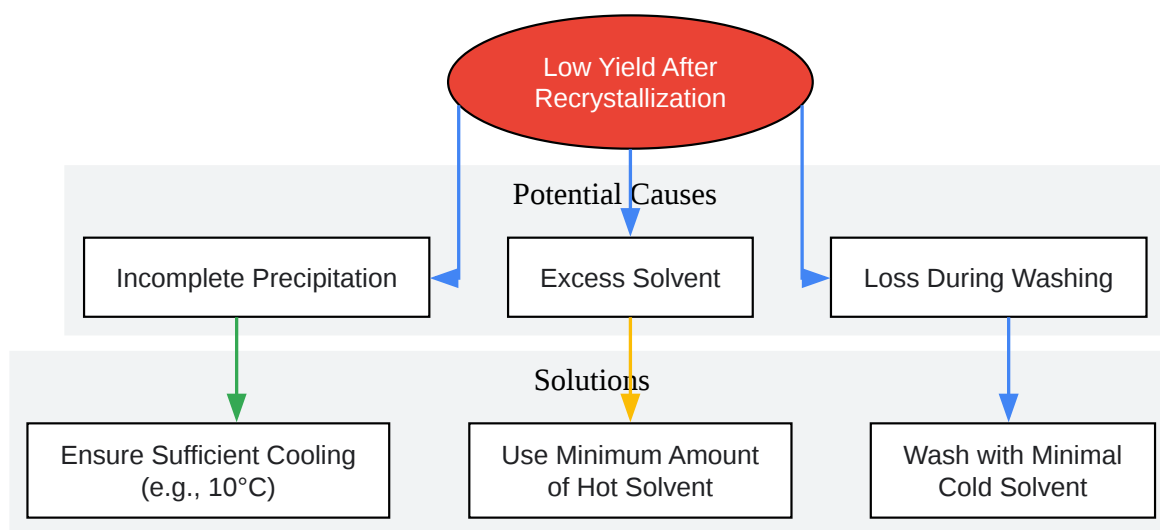 Low Yield After
Recrystallization
Potential Causes
Incomplete Precipitation
Excess Solvent
Loss During Washing
Solutions
Ensure Sufficient Cooling
(e.g., 10°C)
Use Minimum Amount
of Hot Solvent
Wash with Minimal
Cold Solvent